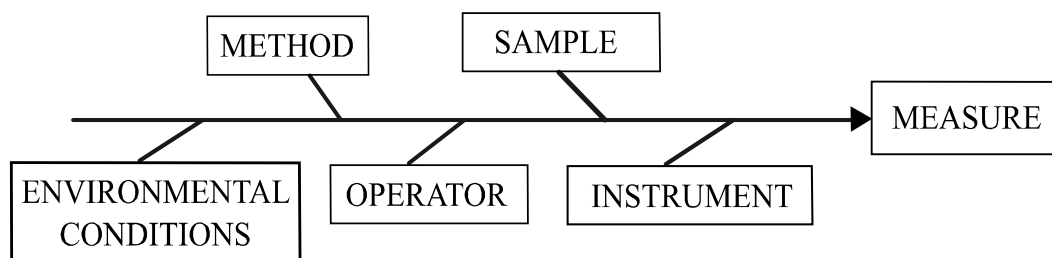 METHOD
SAMPLE
MEASURE
ENVIRONMENTAL
CONDITIONS
OPERATOR
INSTRUMENT